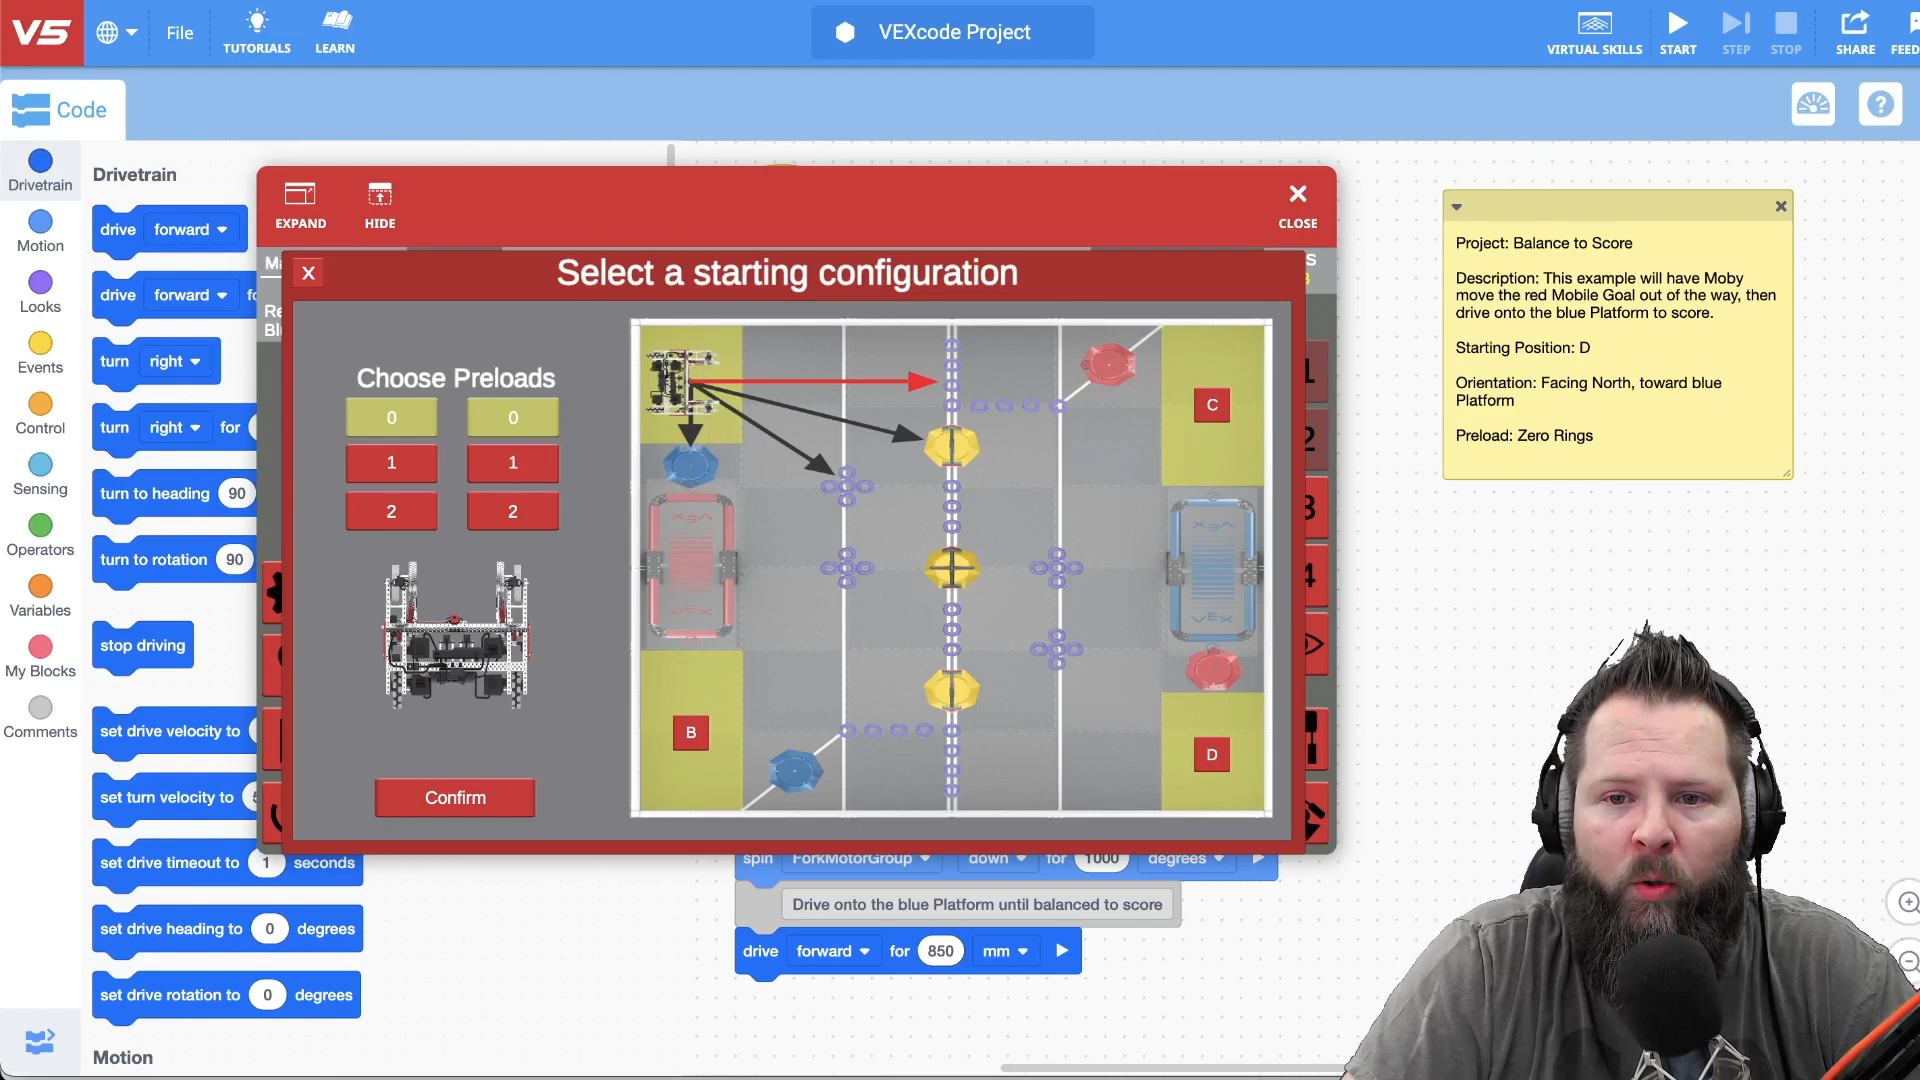 V5
File
TUTORIALS
LEARN
VEXcode Project
VIRTUAL SKILLS
START
STEP
STOP
SHARE
Code
Drivetrain
Motion
Looks
Events
Control
Sensing
Operators
Variables
My Blocks
Comments
Drivetrain
drive forward
drive forward
turn right
turn right for
turn to heading 90
turn to rotation 90
stop driving
set drive velocity to
set turn velocity to
set drive timeout to 1 seconds
set drive heading to 0 degrees
set drive rotation to 0 degrees
Motion
EXPAND
HIDE
CLOSE
X
Select a starting configuration
Choose Preloads
0 0
1 1
2 2
Confirm
C
B
D
VEX
VEX
VEX
VEX
spin ForkMotorGroup down for 1000 degrees
Drive onto the blue Platform until balanced to score
drive forward for 850 mm
Project: Balance to Score
Description: This example will have Moby
move the red Mobile Goal out of the way, then
drive onto the blue Platform to score.
Starting Position: D
Orientation: Facing North, toward blue
Platform
Preload: Zero Rings